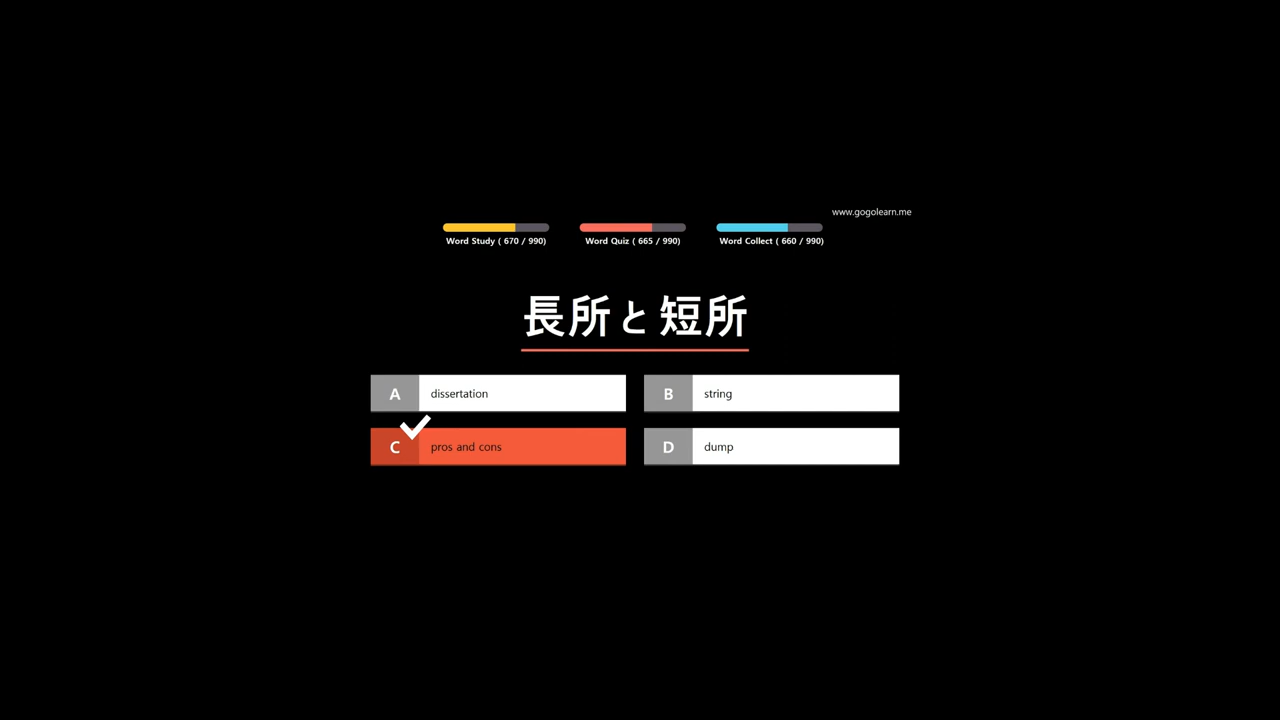 www.gogolearn.me
Word Study ( 670 / 990)
Word Quiz ( 665 / 990)
Word Collect ( 660 / 990)
長所と短所
A dissertation
B string
C pros and cons
D dump